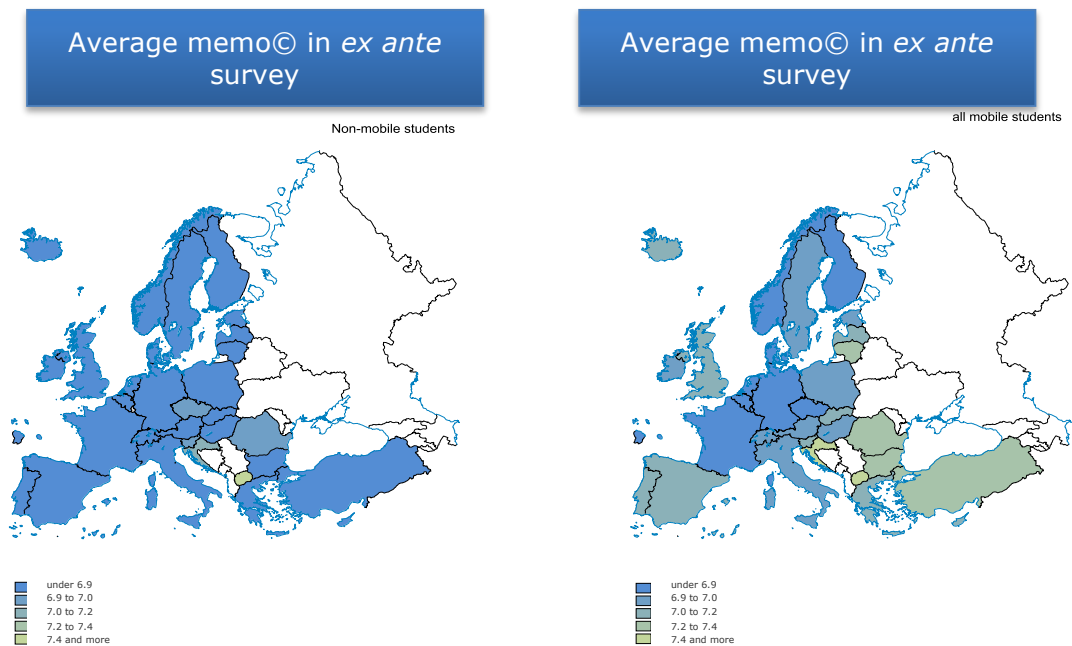 Average memo© in ex ante
survey
Non-mobile students
under 6.9
6.9 to 7.0
7.0 to 7.2
7.2 to 7.4
7.4 and more
Average memo© in ex ante
survey
all mobile students
under 6.9
6.9 to 7.0
7.0 to 7.2
7.2 to 7.4
7.4 and more